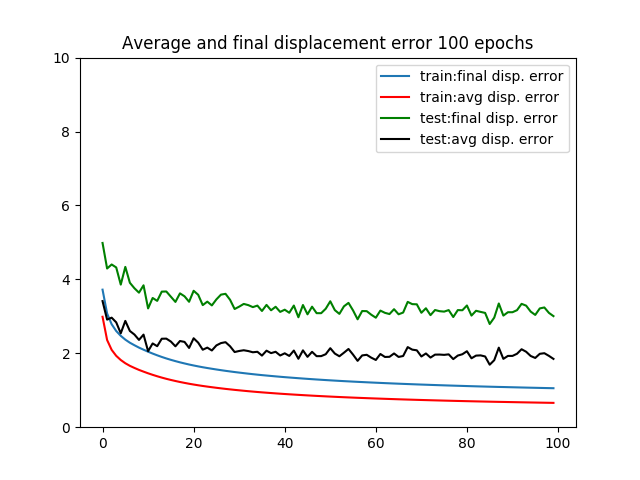 Average and final displacement error 100 epochs
10
8
6
4
2
0
train:final disp. error
train:avg disp. error
test:final disp. error
test:avg disp. error
0 20 40 60 80 100